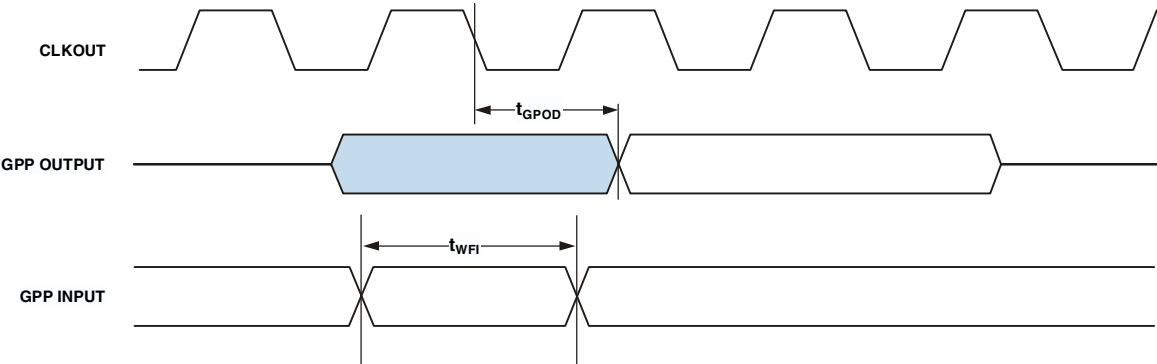 CLKOUT
tGPOD
GPP OUTPUT
tWFI
GPP INPUT